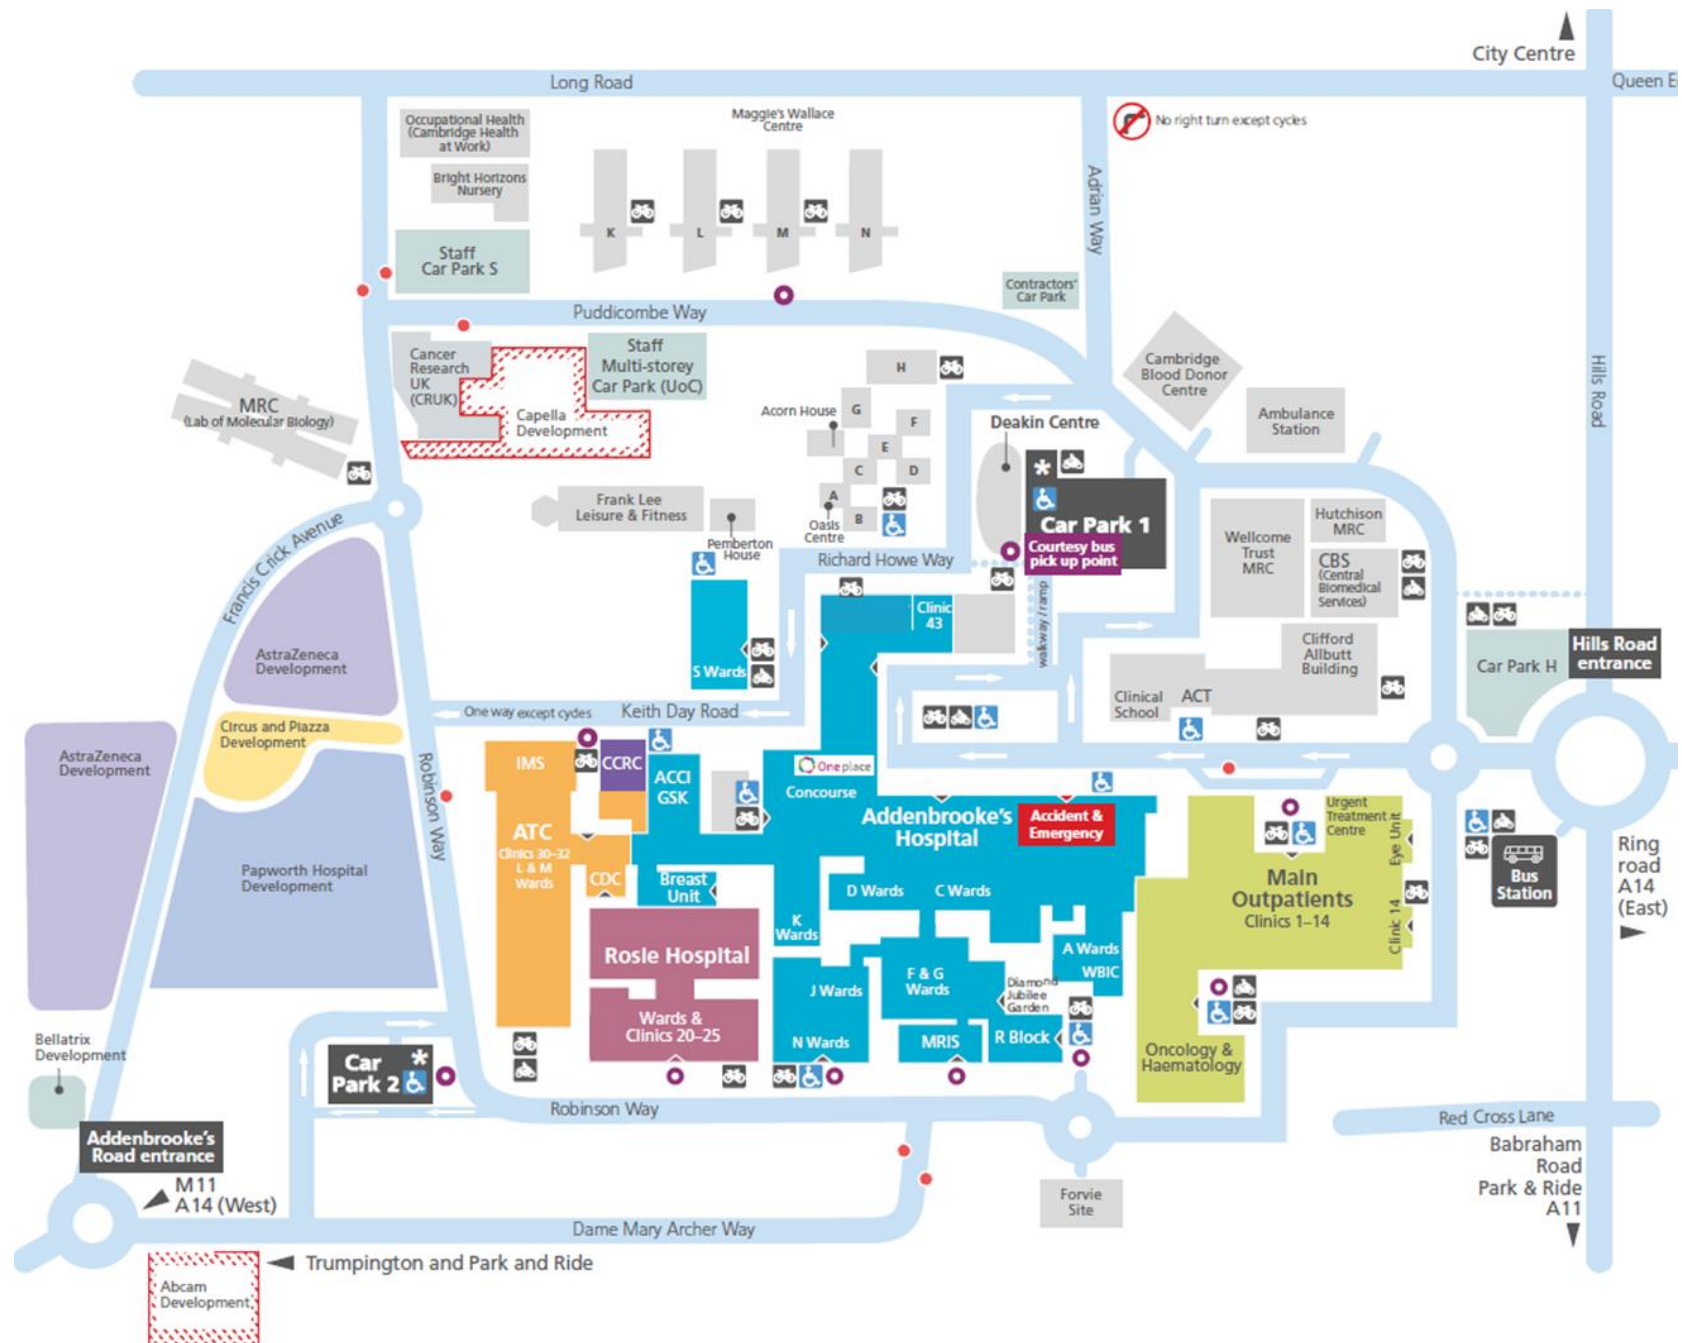 City Centre
Long Road
Queen E
Occupational Health
(Cambridge Health
at Work)
Maggie's Wallace
Centre
No right turn except cycles
Bright Horizons
Nursery
Adrian Way
K
L
M
N
Staff
Car Park S
Contractors'
Car Park
Puddicombe Way
Cancer
Research
UK
(CRUK)
Staff
Multi-storey
Car Park (UoC)
Capella
Development
MRC
(Lab of Molecular Biology)
H
Acorn House
G
F
E
C
D
A
B
Oasis
Centre
Deakin Centre
Cambridge
Blood Donor
Centre
Ambulance
Station
Hills Road
*
Car Park 1
Courtesy bus
pick up point
Frank Lee
Leisure & Fitness
Pemberton
House
Richard Howe Way
Wellcome
Trust
MRC
Hutchison
MRC
CBS
(Central
Biomedical
Services)
Francis Crick Avenue
Clinic
43
walkway / ramp
S Wards
Clifford
Allbutt
Building
Car Park H
Hills Road
entrance
AstraZeneca
Development
Clinical
School
ACT
One way except cycles
Keith Day Road
Circus and Piazza
Development
AstraZeneca
Development
Robinson Way
IMS
CCRC
ACCI
GSK
Oneplace
Concourse
Addenbrooke's
Hospital
Accident &
Emergency
Urgent
Treatment
Centre
Eye Unit
ATC
Clinics 30–32
L & M
Wards
CDC
Breast
Unit
D Wards
C Wards
Main
Outpatients
Clinics 1–14
Clinic 14
Bus
Station
Ring
road
A14
(East)
Papworth Hospital
Development
K
Wards
Rosie Hospital
A Wards
WBIC
J Wards
F & G
Wards
Diamond
Jubilee
Garden
Wards &
Clinics 20–25
N Wards
MRIS
R Block
Oncology &
Haematology
Bellatrix
Development
Car
Park 2
*
Robinson Way
Red Cross Lane
Addenbrooke's
Road entrance
M11
A14 (West)
Babraham
Road
Park & Ride
A11
Forvie
Site
Dame Mary Archer Way
Trumpington and Park and Ride
Abcam
Development